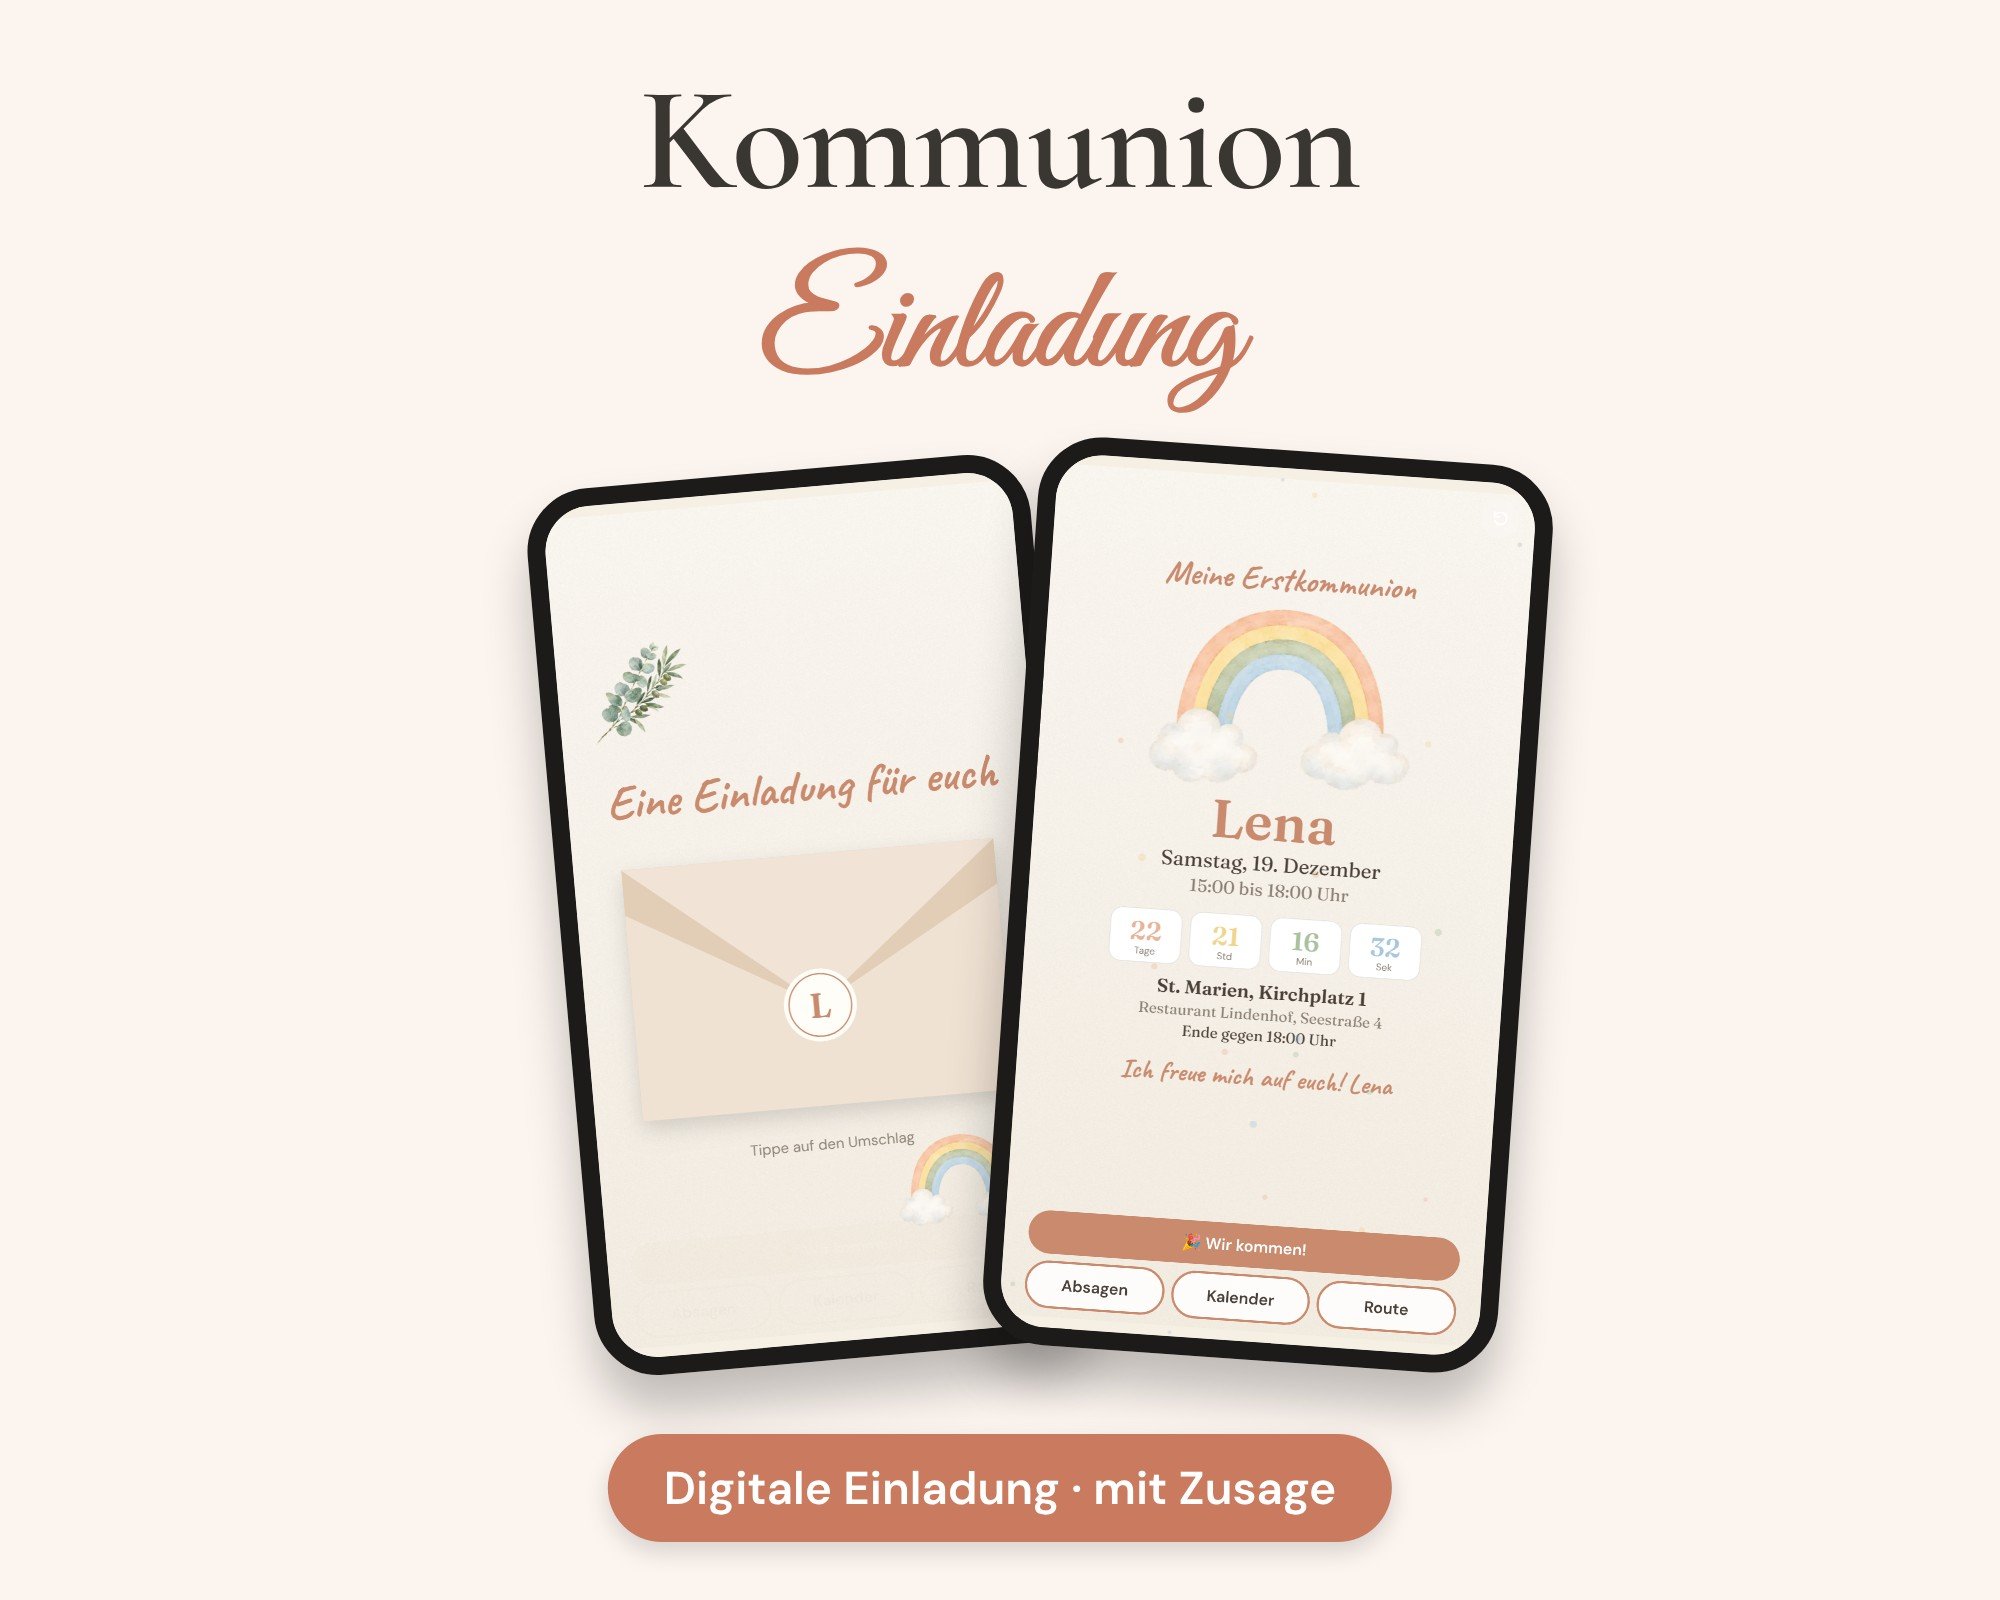 Kommunion
Einladung
Eine Einladung für euch
L
Tippe auf den Umschlag
Absagen
Kalender
Meine Erstkommunion
Lena
Samstag, 19. Dezember
15:00 bis 18:00 Uhr
22 21 16 32
Tage Std Min Sek
St. Marien, Kirchplatz 1
Restaurant Lindenhof, Seestraße 4
Ende gegen 18:00 Uhr
Ich freue mich auf euch! Lena
🎉 Wir kommen!
Absagen Kalender Route
Digitale Einladung · mit Zusage